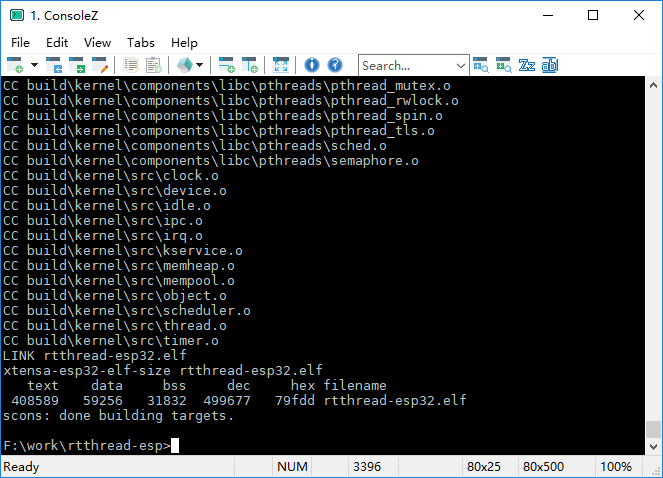 1. ConsoleZ
File Edit View Tabs Help
Search...
CC build\kernel\components\libc\pthreads\pthread_mutex.o
CC build\kernel\components\libc\pthreads\pthread_rwlock.o
CC build\kernel\components\libc\pthreads\pthread_spin.o
CC build\kernel\components\libc\pthreads\pthread_tls.o
CC build\kernel\components\libc\pthreads\sched.o
CC build\kernel\components\libc\pthreads\semaphore.o
CC build\kernel\src\clock.o
CC build\kernel\src\device.o
CC build\kernel\src\idle.o
CC build\kernel\src\ipc.o
CC build\kernel\src\irq.o
CC build\kernel\src\kservice.o
CC build\kernel\src\memheap.o
CC build\kernel\src\mempool.o
CC build\kernel\src\object.o
CC build\kernel\src\scheduler.o
CC build\kernel\src\thread.o
CC build\kernel\src\timer.o
LINK rtthread-esp32.elf
xtensa-esp32-elf-size rtthread-esp32.elf
   text    data     bss     dec     hex filename
 408589   59256   31832  499677   79fdd rtthread-esp32.elf
scons: done building targets.
F:\work\rtthread-esp>
Ready NUM 3396 80x25 80x500 100%